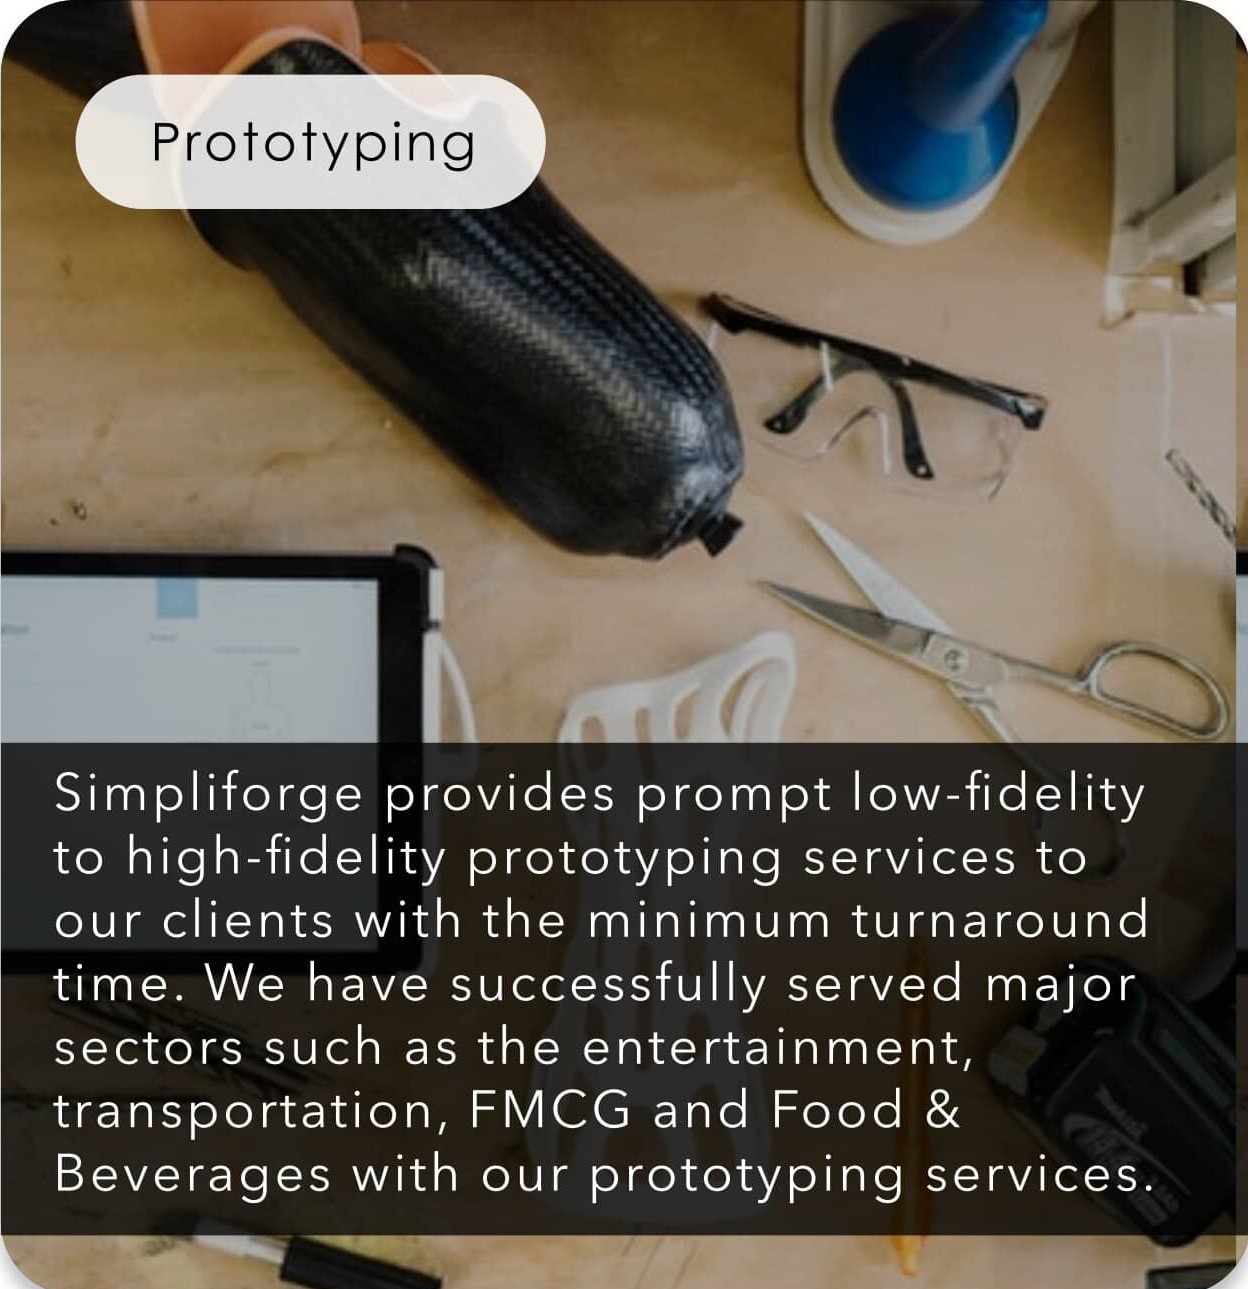 Prototyping
Simpliforge provides prompt low-fidelity
to high-fidelity prototyping services to
our clients with the minimum turnaround
time. We have successfully served major
sectors such as the entertainment,
transportation, FMCG and Food &
Beverages with our prototyping services.